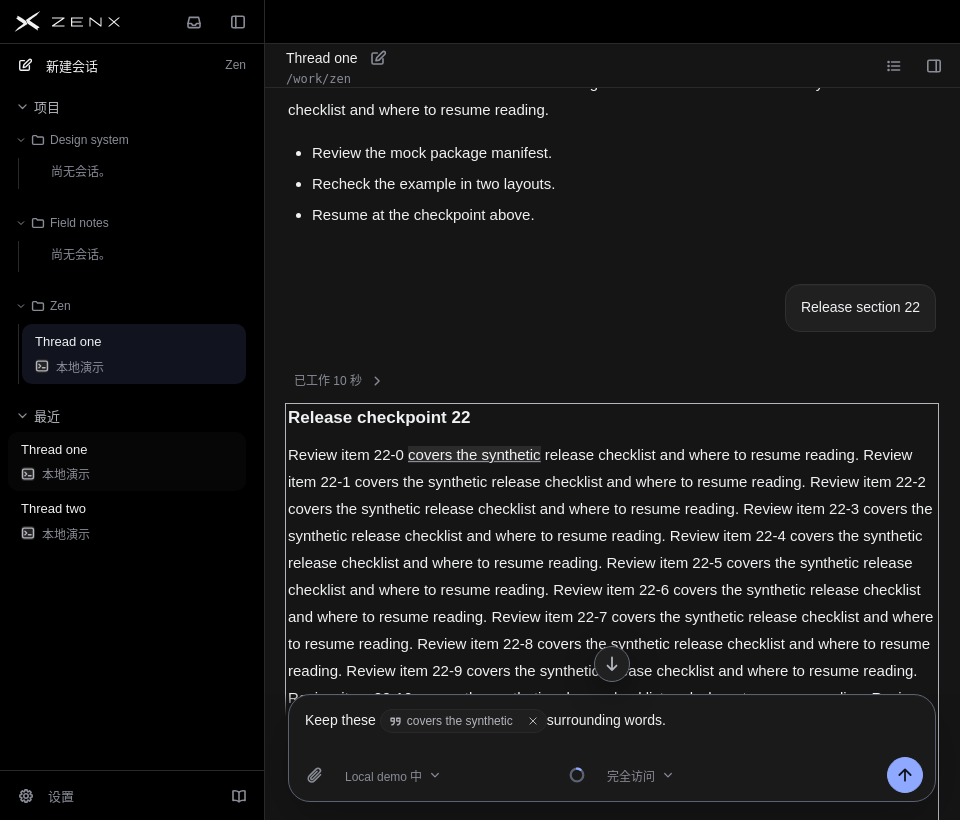 ZENX
新建会话
Zen
项目
Design system
尚无会话。
Field notes
尚无会话。
Zen
Thread one
本地演示
最近
Thread one
本地演示
Thread two
本地演示
设置
Thread one
/work/zen
checklist and where to resume reading.
Review the mock package manifest.
Recheck the example in two layouts.
Resume at the checkpoint above.
Release section 22
已工作 10 秒
Release checkpoint 22
Review item 22-0 covers the synthetic release checklist and where to resume reading. Review
item 22-1 covers the synthetic release checklist and where to resume reading. Review item 22-2
covers the synthetic release checklist and where to resume reading. Review item 22-3 covers the
synthetic release checklist and where to resume reading. Review item 22-4 covers the synthetic
release checklist and where to resume reading. Review item 22-5 covers the synthetic release
checklist and where to resume reading. Review item 22-6 covers the synthetic release checklist
and where to resume reading. Review item 22-7 covers the synthetic release checklist and where
to resume reading. Review item 22-8 covers the synthetic release checklist and where to resume
reading. Review item 22-9 covers the synthetic ase checklist and where to resume reading.
Keep these covers the synthetic surrounding words.
Local demo 中
完全访问